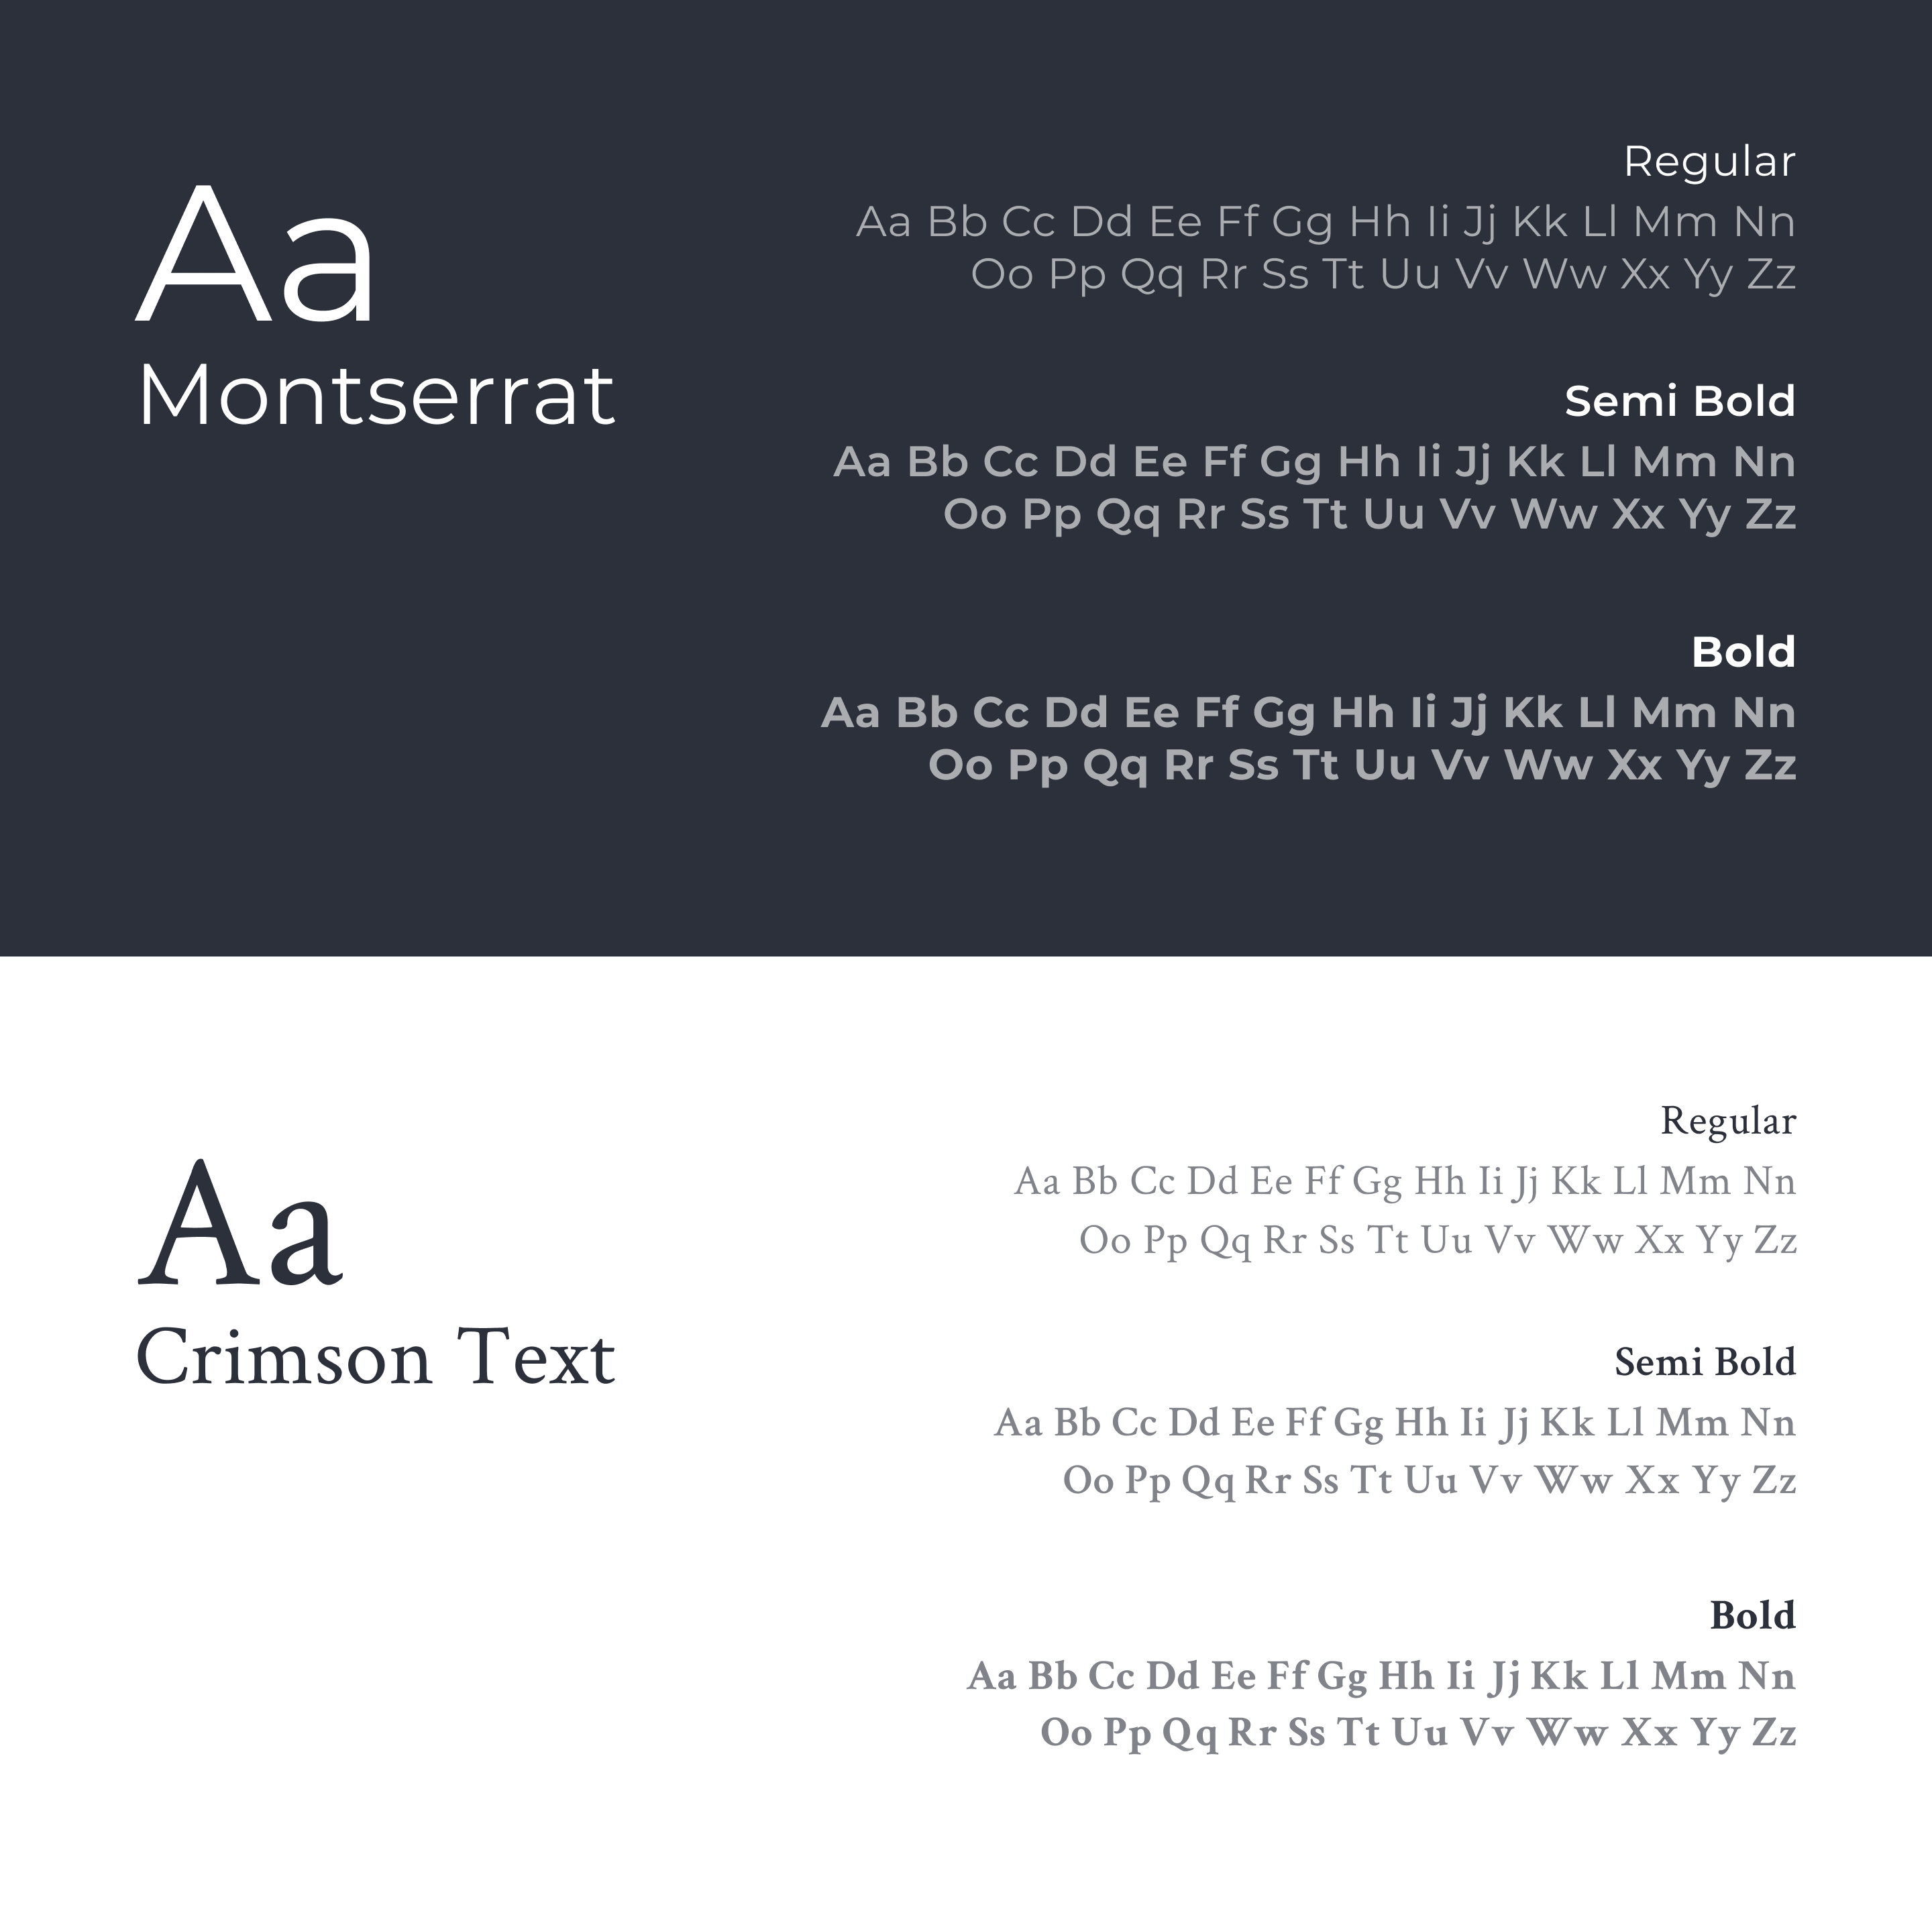 Aa
Montserrat
Regular
Aa Bb Cc Dd Ee Ff Gg Hh Ii Jj Kk Ll Mm Nn
Oo Pp Qq Rr Ss Tt Uu Vv Ww Xx Yy Zz
Semi Bold
Aa Bb Cc Dd Ee Ff Gg Hh Ii Jj Kk Ll Mm Nn
Oo Pp Qq Rr Ss Tt Uu Vv Ww Xx Yy Zz
Bold
Aa Bb Cc Dd Ee Ff Gg Hh Ii Jj Kk Ll Mm Nn
Oo Pp Qq Rr Ss Tt Uu Vv Ww Xx Yy Zz
Aa
Crimson Text
Regular
Aa Bb Cc Dd Ee Ff Gg Hh Ii Jj Kk Ll Mm Nn
Oo Pp Qq Rr Ss Tt Uu Vv Ww Xx Yy Zz
Semi Bold
Aa Bb Cc Dd Ee Ff Gg Hh Ii Jj Kk Ll Mm Nn
Oo Pp Qq Rr Ss Tt Uu Vv Ww Xx Yy Zz
Bold
Aa Bb Cc Dd Ee Ff Gg Hh Ii Jj Kk Ll Mm Nn
Oo Pp Qq Rr Ss Tt Uu Vv Ww Xx Yy Zz